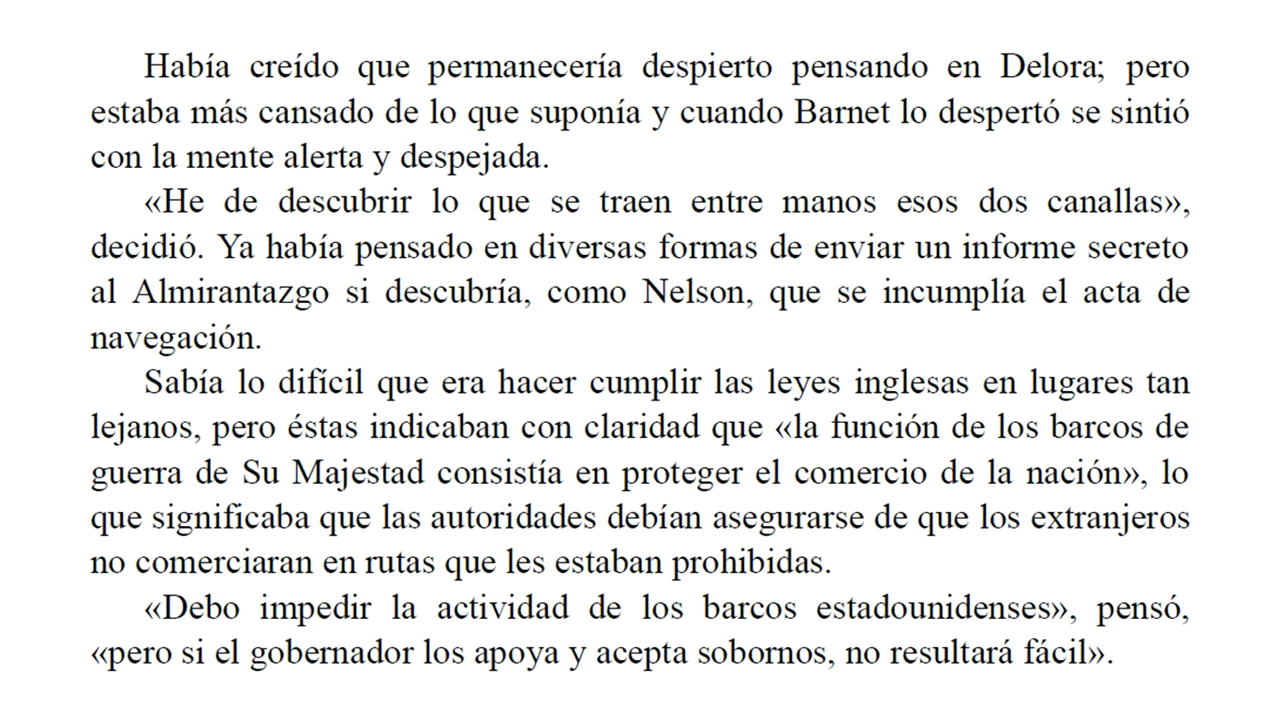 Había creído que permanecería despierto pensando en Delora; pero
estaba más cansado de lo que suponía y cuando Barnet lo despertó se sintió
con la mente alerta y despejada.
«He de descubrir lo que se traen entre manos esos dos canallas»,
decidió. Ya había pensado en diversas formas de enviar un informe secreto
al Almirantazgo si descubría, como Nelson, que se incumplía el acta de
navegación.
Sabía lo difícil que era hacer cumplir las leyes inglesas en lugares tan
lejanos, pero éstas indicaban con claridad que «la función de los barcos de
guerra de Su Majestad consistía en proteger el comercio de la nación», lo
que significaba que las autoridades debían asegurarse de que los extranjeros
no comerciaran en rutas que les estaban prohibidas.
«Debo impedir la actividad de los barcos estadounidenses», pensó,
«pero si el gobernador los apoya y acepta sobornos, no resultará fácil».